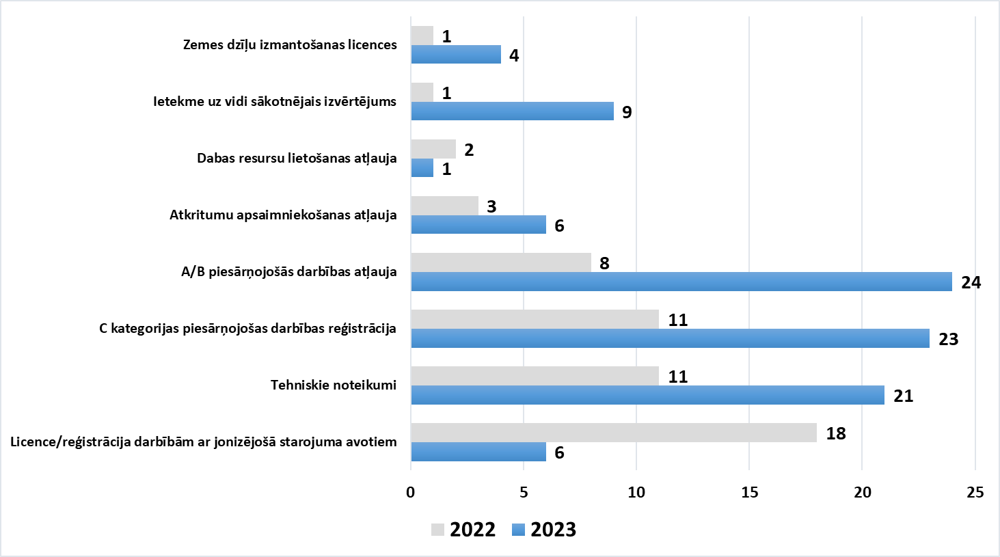 Zemes dzīļu izmantošanas licences
1
4
Ietekme uz vidi sākotnējais izvērtējums
1
9
Dabas resursu lietošanas atļauja
2
1
Atkritumu apsaimniekošanas atļauja
3
6
A/B piesārņojošās darbības atļauja
8
24
C kategorijas piesārņojošas darbības reģistrācija
11
23
Tehniskie noteikumi
11
21
Licence/reģistrācija darbībām ar jonizējošā starojuma avotiem
18
6
0 5 10 15 20 25
2022 2023